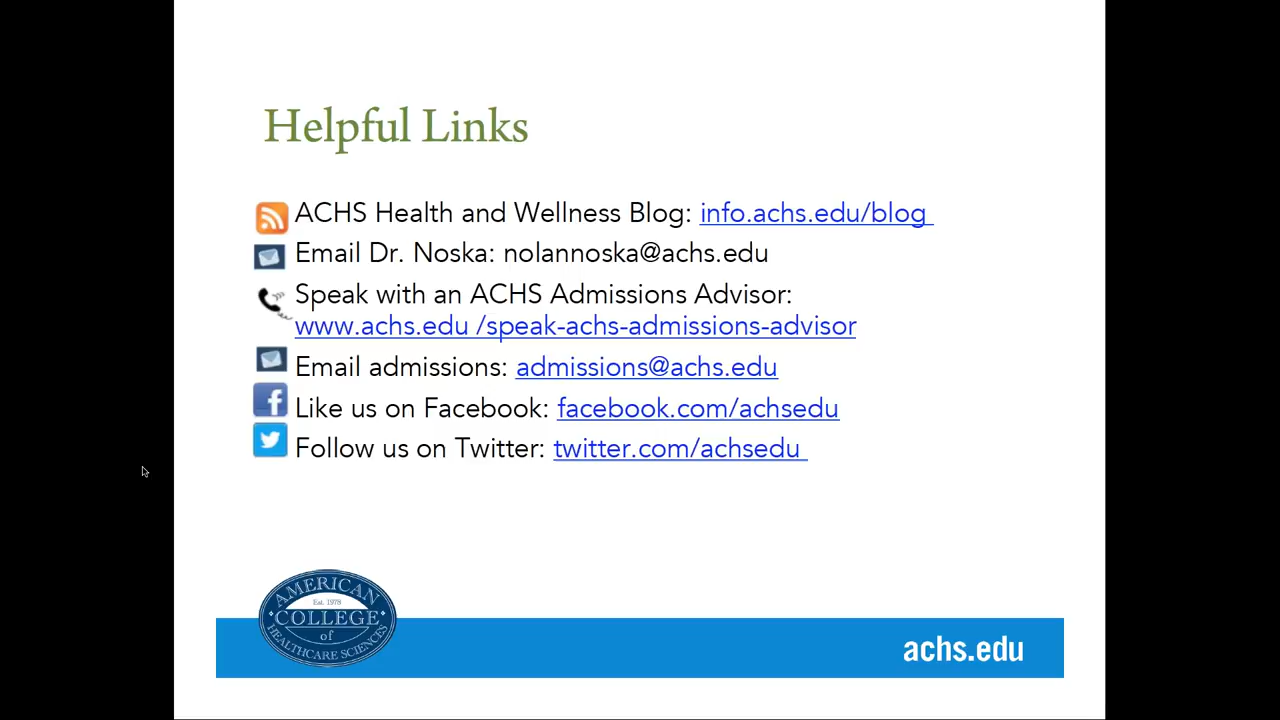 Helpful Links
ACHS Health and Wellness Blog: info.achs.edu/blog
Email Dr. Noska: nolannoska@achs.edu
Speak with an ACHS Admissions Advisor:
www.achs.edu /speak-achs-admissions-advisor
Email admissions: admissions@achs.edu
Like us on Facebook: facebook.com/achsedu
Follow us on Twitter: twitter.com/achsedu
AMERICAN
Est. 1978
COLLEGE
of
HEALTHCARE SCIENCES
achs.edu